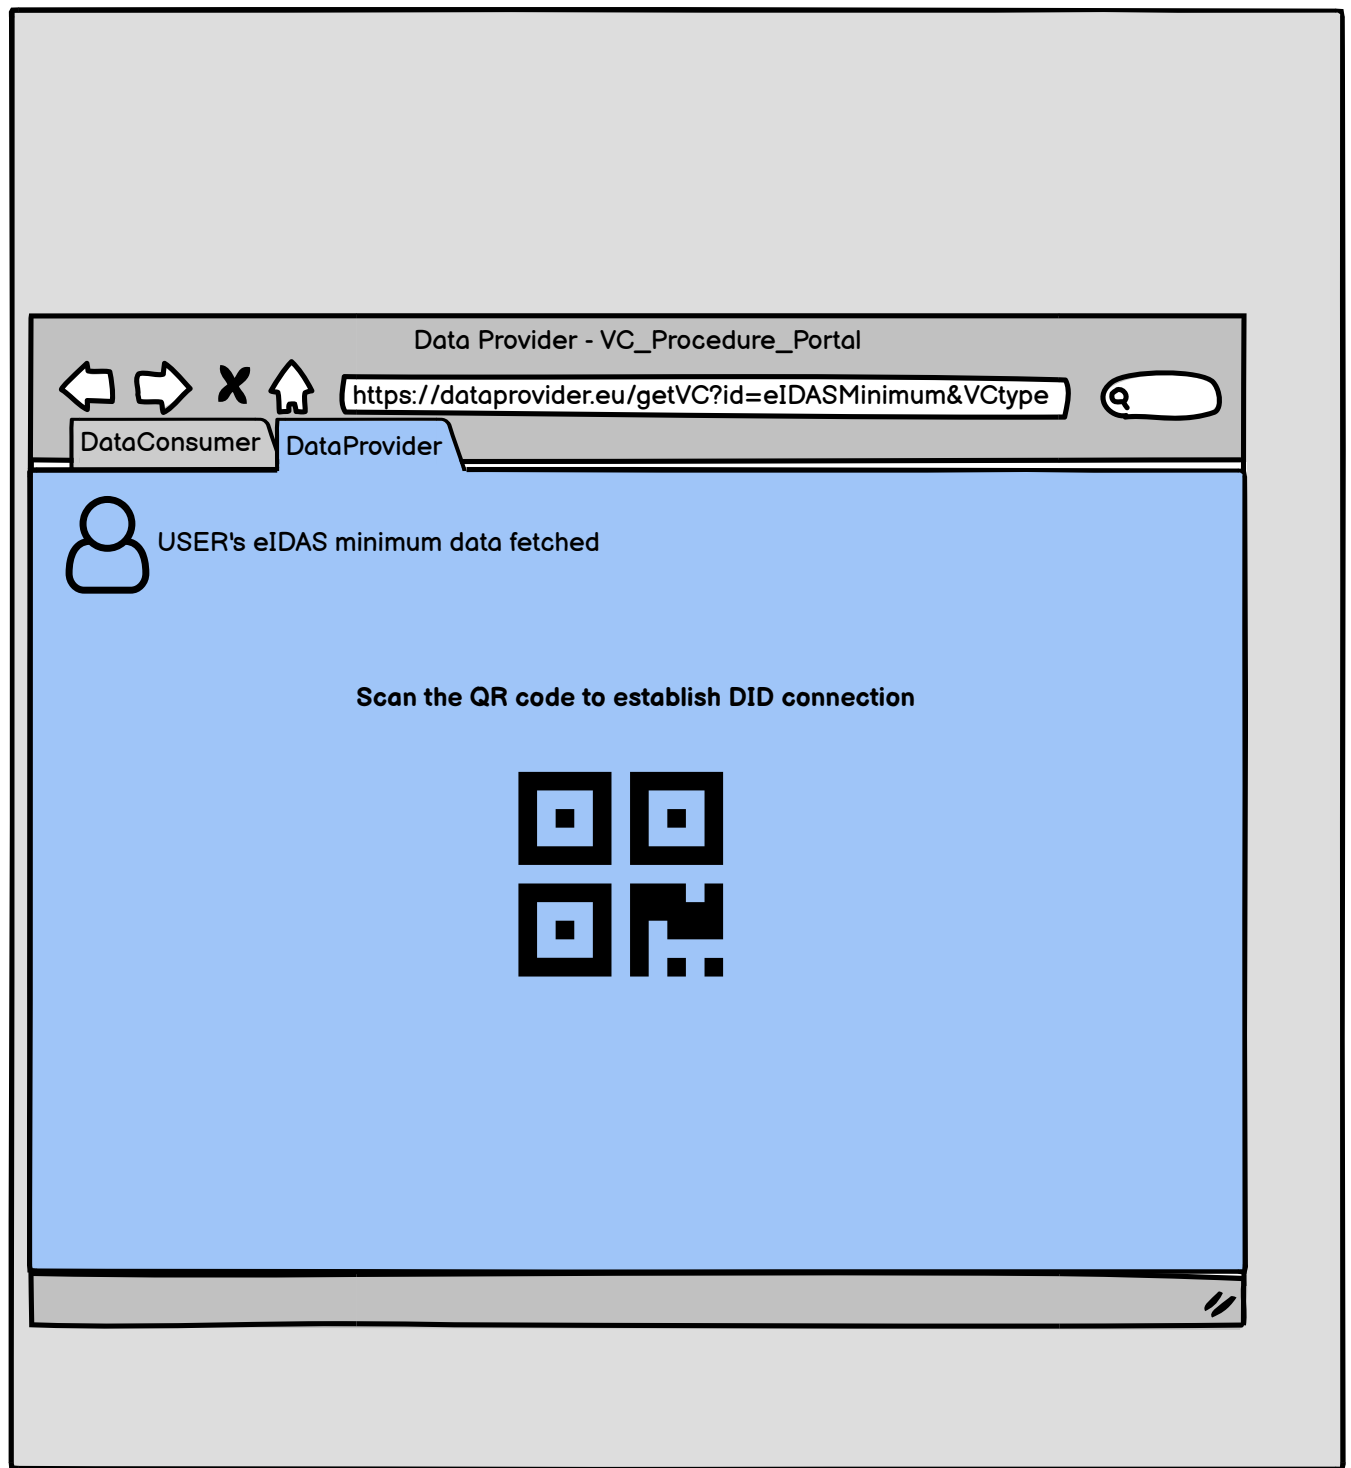 Data Provider - VC_Procedure_Portal
https://dataprovider.eu/getVC?id=eIDASMinimum&VCtype
DataConsumer
DataProvider
USER's eIDAS minimum data fetched
Scan the QR code to establish DID connection